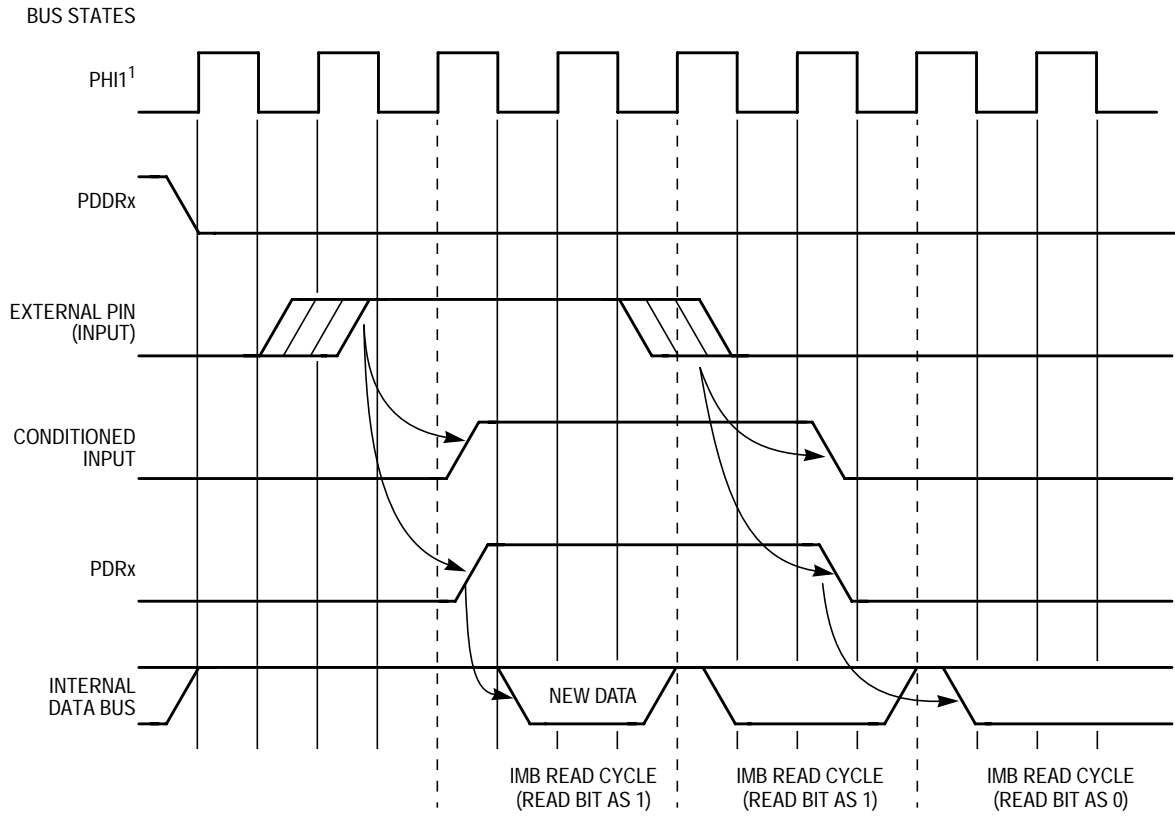 BUS STATES
PHI1¹
PDDRx
EXTERNAL PIN
(INPUT)
CONDITIONED
INPUT
PDRx
INTERNAL
DATA BUS
NEW DATA
IMB READ CYCLE
(READ BIT AS 1)
IMB READ CYCLE
(READ BIT AS 1)
IMB READ CYCLE
(READ BIT AS 0)